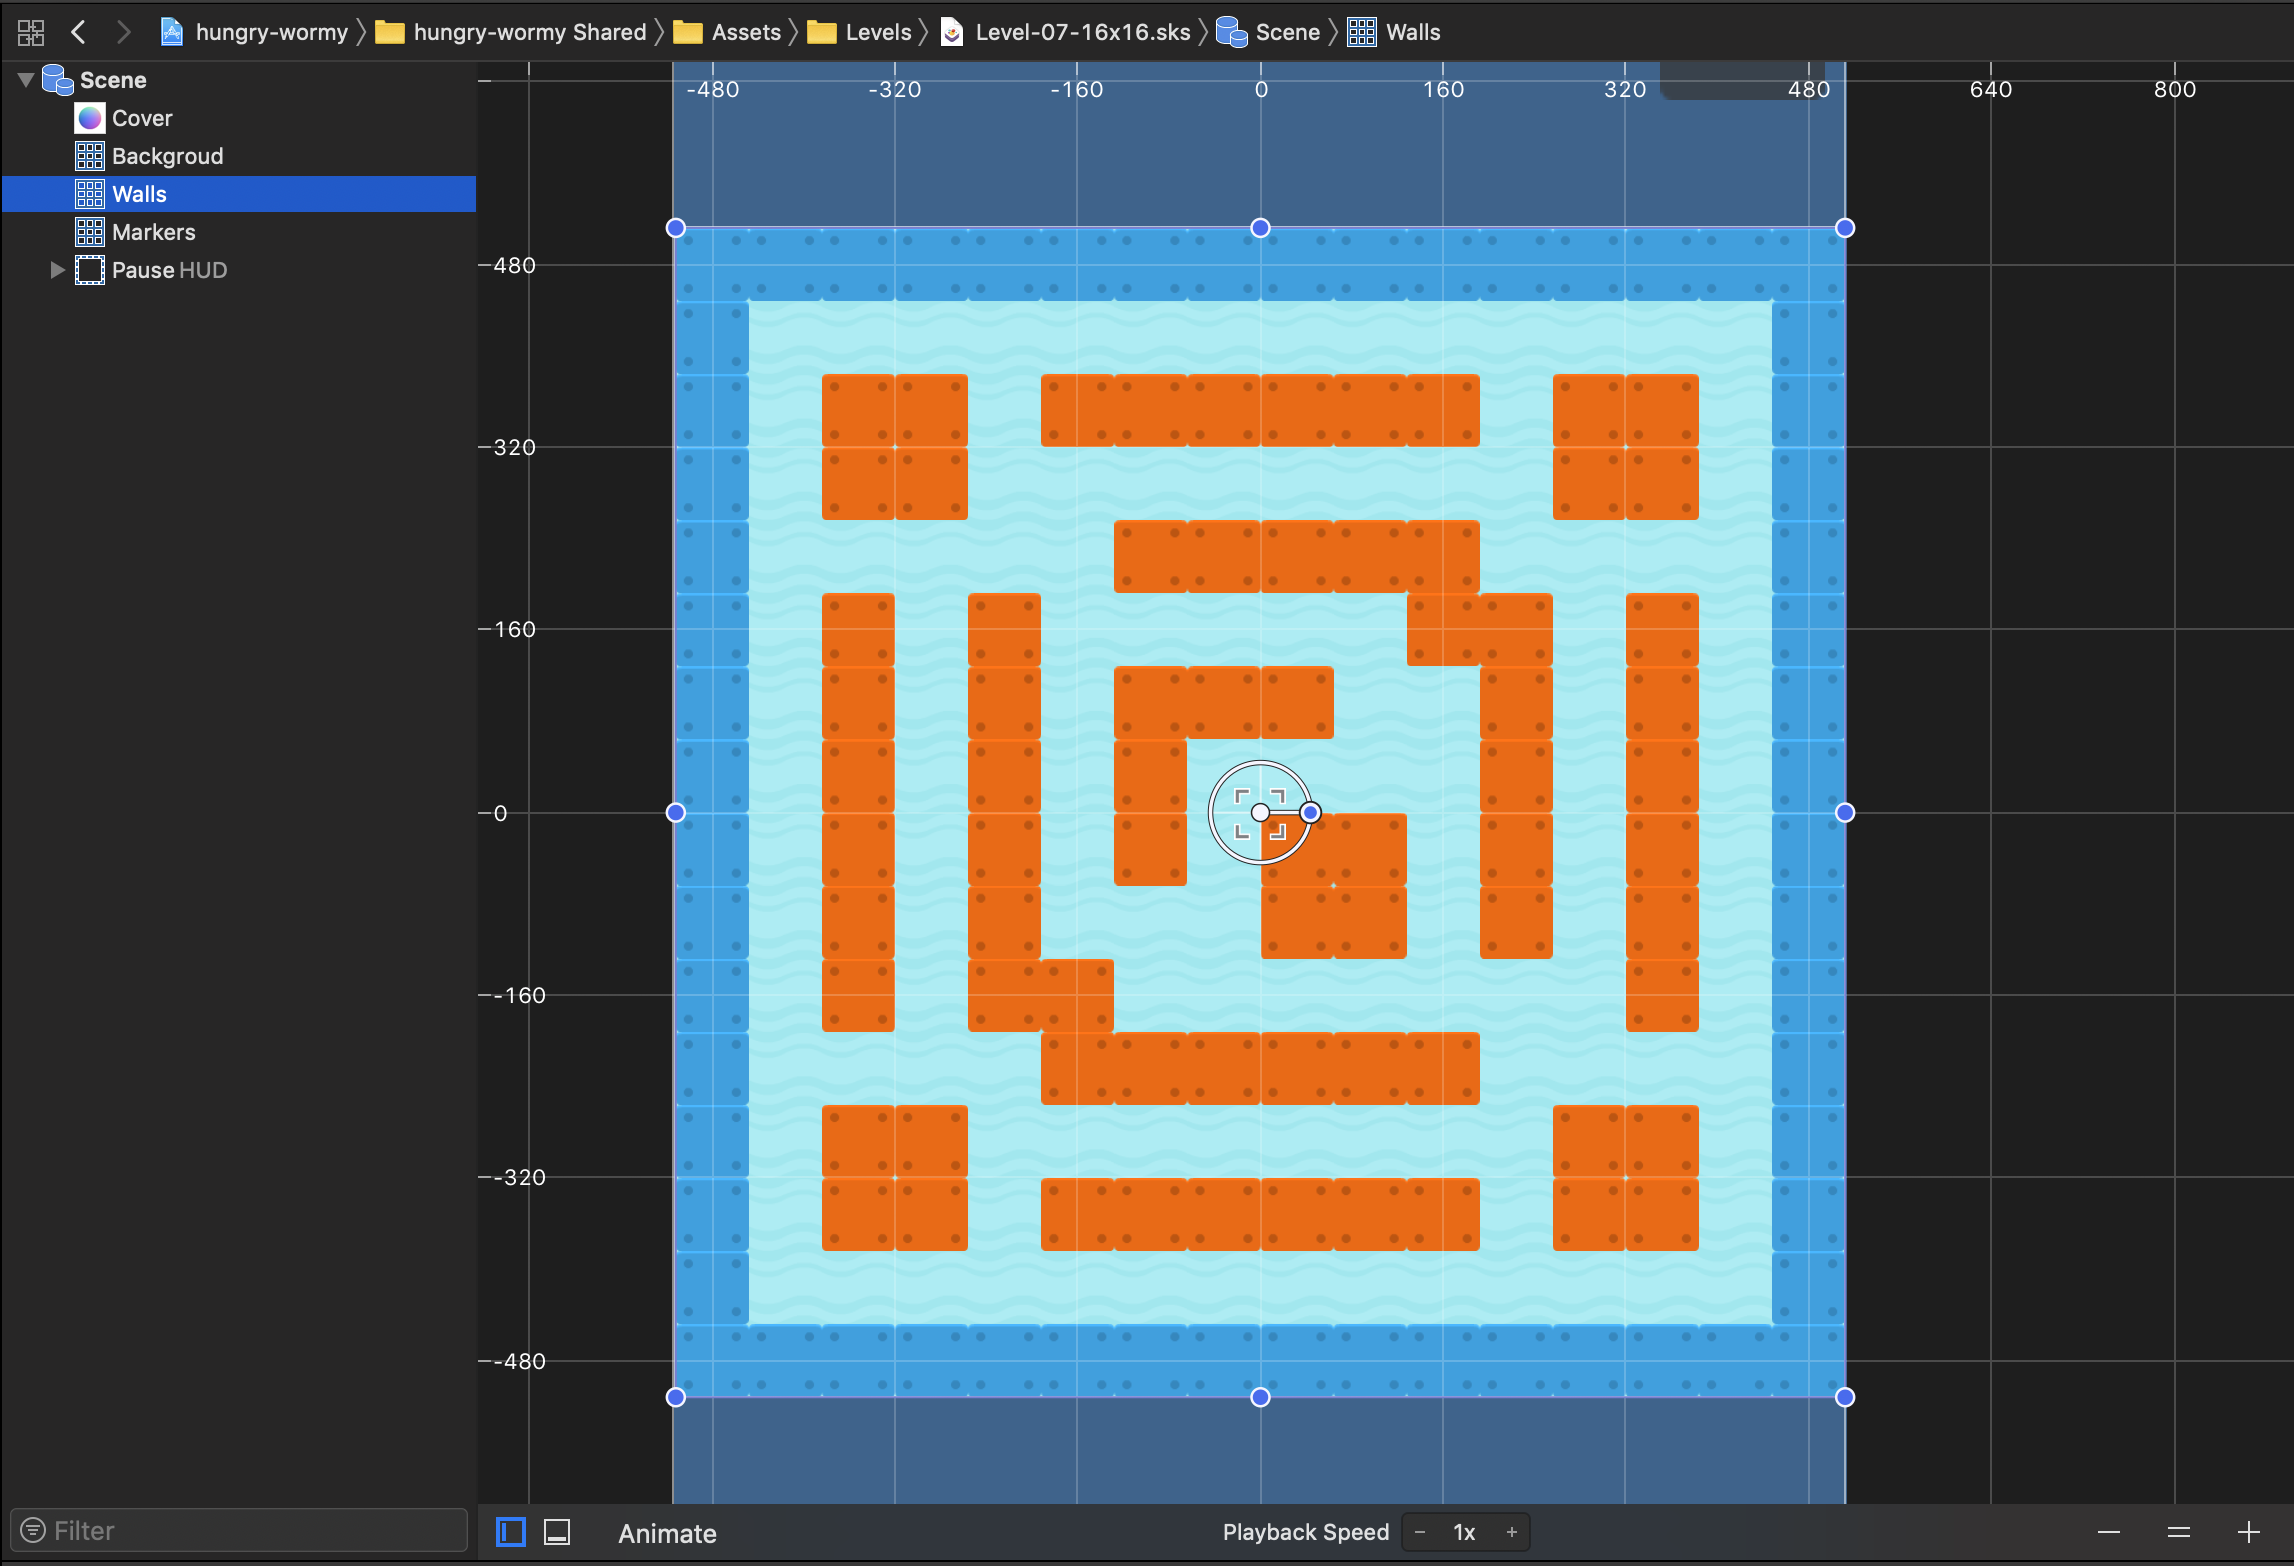 hungry-wormy hungry-wormy Shared Assets Levels Level-07-16x16.sks Scene Walls
Scene
Cover
Backgroud
Walls
Markers
Pause HUD
-480 -320 -160 0 160 320 480 640 800
480
320
160
0
-160
-320
-480
Filter
Animate
Playback Speed − 1x +